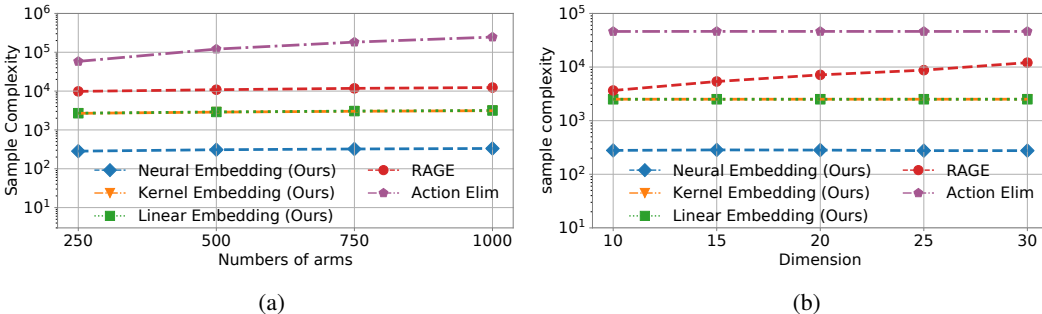 10^6
10^5
10^4
10^3
10^2
10^1
Sample Complexity
Neural Embedding (Ours)
Kernel Embedding (Ours)
Linear Embedding (Ours)
RAGE
Action Elim
250 500 750 1000
Numbers of arms
(a)
10^5
10^4
10^3
10^2
10^1
sample complexity
Neural Embedding (Ours)
Kernel Embedding (Ours)
Linear Embedding (Ours)
RAGE
Action Elim
10 15 20 25 30
Dimension
(b)